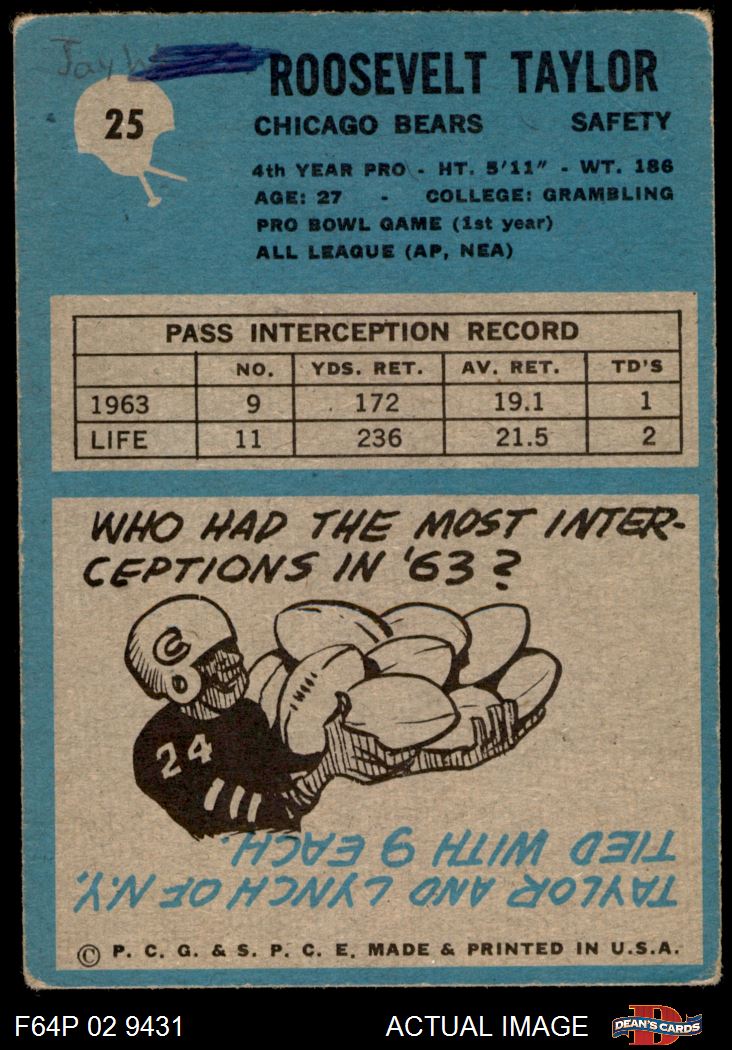 ROOSEVELT TAYLOR
25
CHICAGO BEARS SAFETY
4th YEAR PRO - HT. 5'11" - WT. 186
AGE: 27 - COLLEGE: GRAMBLING
PRO BOWL GAME (1st year)
ALL LEAGUE (AP, NEA)
PASS INTERCEPTION RECORD
NO. YDS. RET. AV. RET. TD'S
1963 9 172 19.1 1
LIFE 11 236 21.5 2
WHO HAD THE MOST INTER-
CEPTIONS IN '63?
C
24
TAYLOR AND LYNCH OF N.Y.
TIED WITH 9 EACH.
© P. C. G. & S. P. C. E. MADE & PRINTED IN U.S.A.
F64P 02 9431 ACTUAL IMAGE DEAN'S CARDS